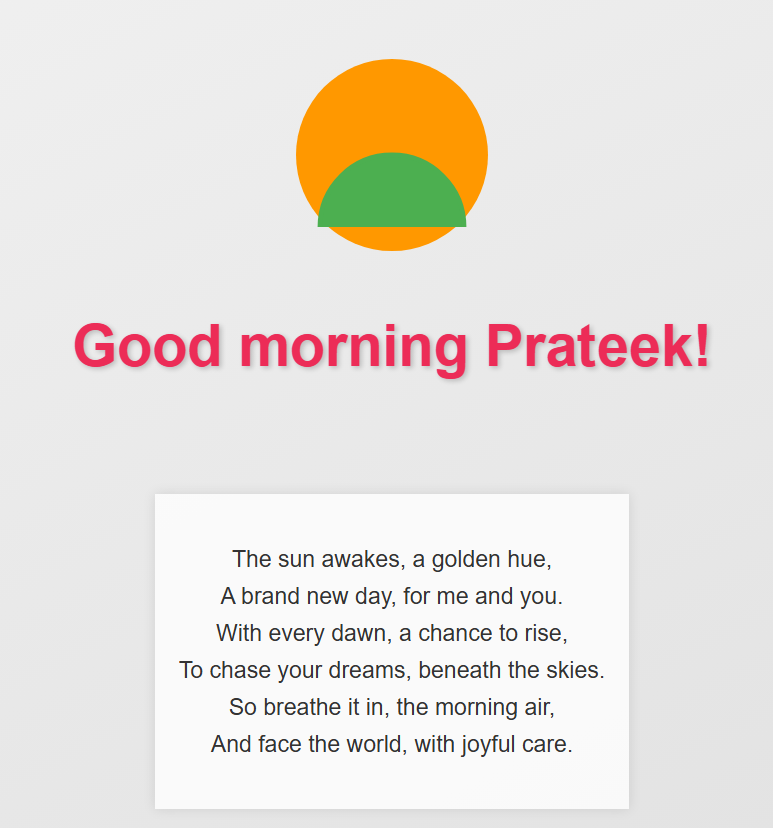 Good morning Prateek!
The sun awakes, a golden hue,
A brand new day, for me and you.
With every dawn, a chance to rise,
To chase your dreams, beneath the skies.
So breathe it in, the morning air,
And face the world, with joyful care.